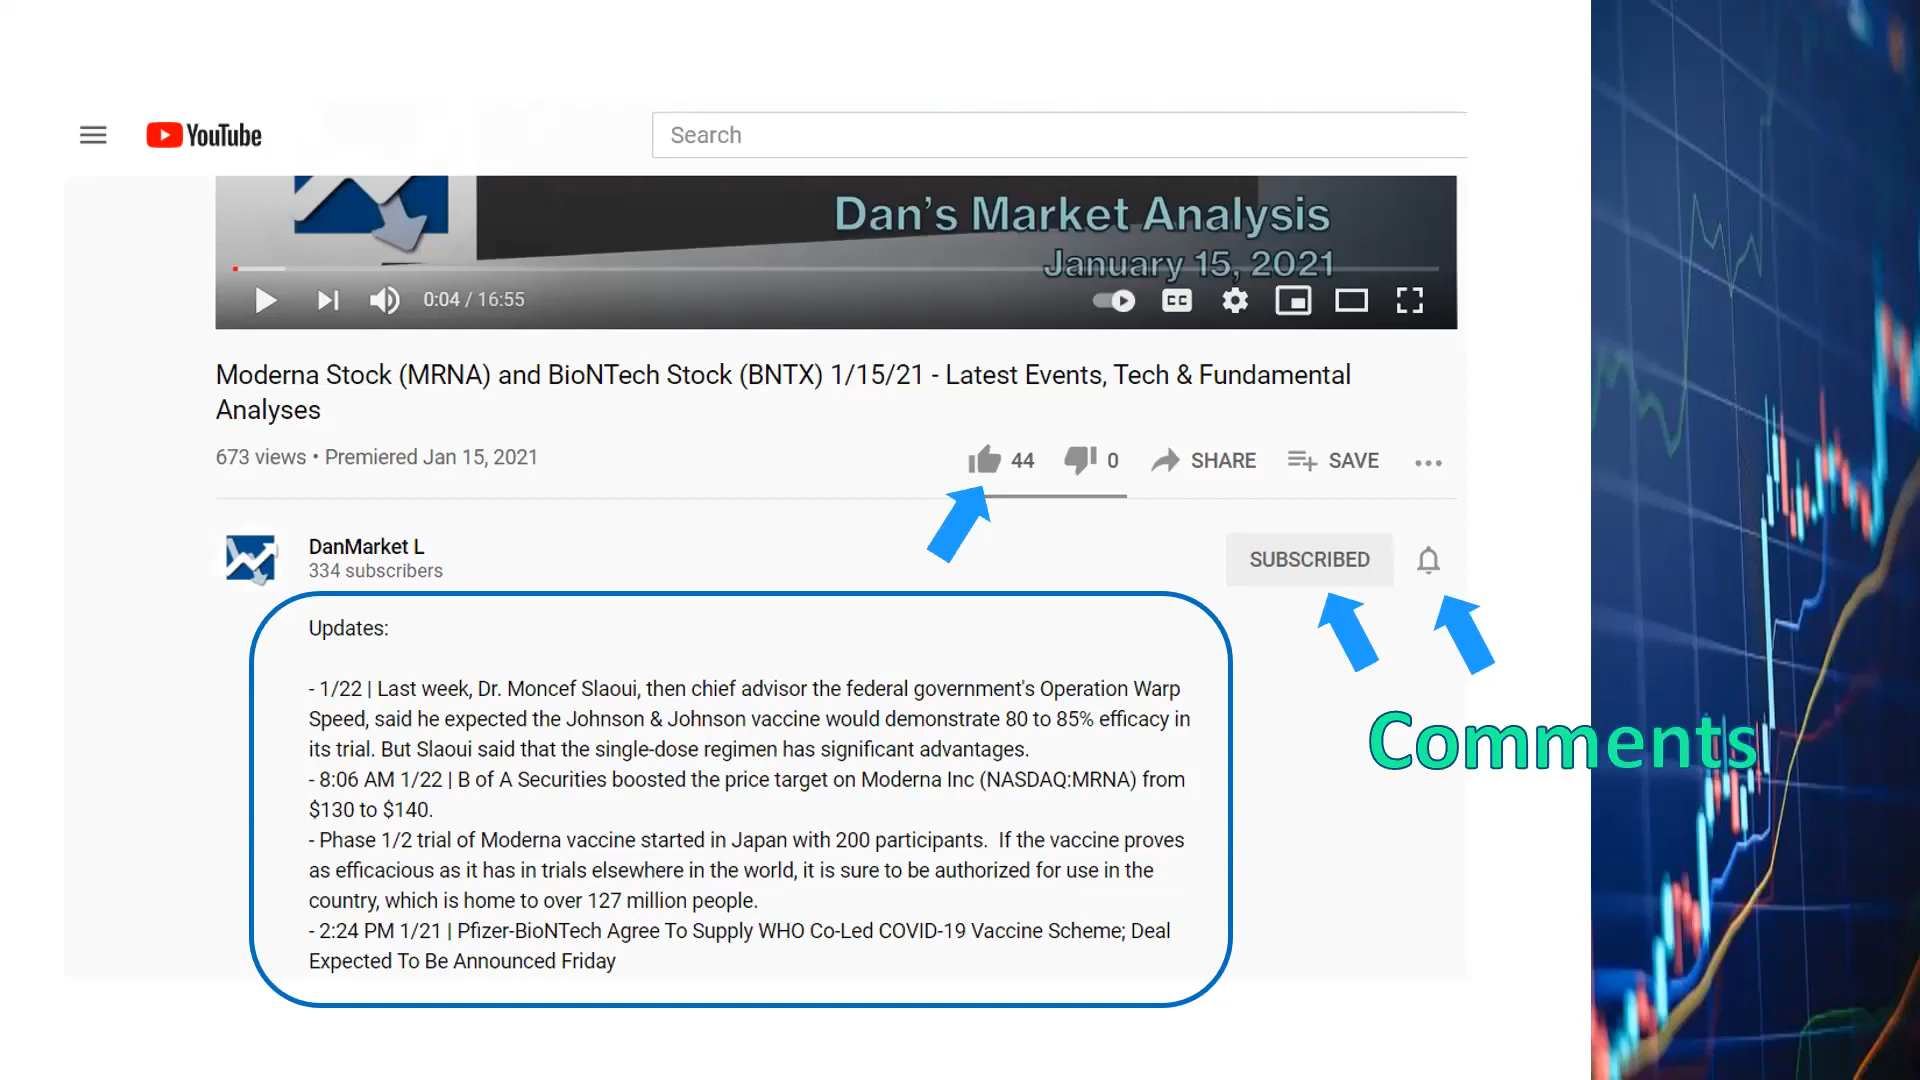 YouTube
Search
Dan's Market Analysis
January 15, 2021
0:04 / 16:55
CC
Moderna Stock (MRNA) and BioNTech Stock (BNTX) 1/15/21 - Latest Events, Tech & Fundamental
Analyses
673 views • Premiered Jan 15, 2021
44
0
SHARE
SAVE
DanMarket L
334 subscribers
SUBSCRIBED
Updates:
- 1/22 | Last week, Dr. Moncef Slaoui, then chief advisor the federal government's Operation Warp
Speed, said he expected the Johnson & Johnson vaccine would demonstrate 80 to 85% efficacy in
its trial. But Slaoui said that the single-dose regimen has significant advantages.
- 8:06 AM 1/22 | B of A Securities boosted the price target on Moderna Inc (NASDAQ:MRNA) from
$130 to $140.
- Phase 1/2 trial of Moderna vaccine started in Japan with 200 participants.  If the vaccine proves
as efficacious as it has in trials elsewhere in the world, it is sure to be authorized for use in the
country, which is home to over 127 million people.
- 2:24 PM 1/21 | Pfizer-BioNTech Agree To Supply WHO Co-Led COVID-19 Vaccine Scheme; Deal
Expected To Be Announced Friday
Comments